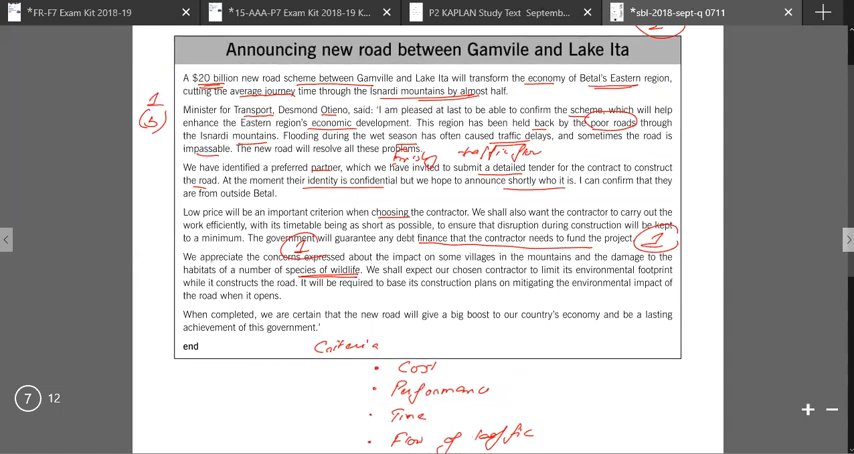 *FR-F7 Exam Kit 2018-19
*15-AAA-P7 Exam Kit 2018-19 K...
P2 KAPLAN Study Text Septemb...
*sbl-2018-sept-q 0711
Announcing new road between Gamvile and Lake Ita
A $20 billion new road scheme between Gamvile and Lake Ita will transform the economy of Betal's Eastern region,
cutting the average journey time through the Isnardi mountains by almost half.
1
(b)
Minister for Transport, Desmond Otieno, said: 'I am pleased at last to be able to confirm the scheme, which will help
enhance the Eastern region's economic development. This region has been held back by the poor roads through
the Isnardi mountains. Flooding during the wet season has often caused traffic delays, and sometimes the road is
impassable. The new road will resolve all these problems.
traffic flow
We have identified a preferred partner, which we have invited to submit a detailed tender for the contract to construct
the road. At the moment their identity is confidential but we hope to announce shortly who it is. I can confirm that they
are from outside Betal.
Low price will be an important criterion when choosing the contractor. We shall also want the contractor to carry out the
work efficiently, with its timetable being as short as possible, to ensure that disruption during construction will be kept
to a minimum. The government will guarantee any debt finance that the contractor needs to fund the project.
1
1
We appreciate the concerns expressed about the impact on some villages in the mountains and the damage to the
habitats of a number of species of wildlife. We shall expect our chosen contractor to limit its environmental footprint
while it constructs the road. It will be required to base its construction plans on mitigating the environmental impact of
the road when it opens.
When completed, we are certain that the new road will give a big boost to our country's economy and be a lasting
achievement of this government.'
end
Criteria
• Cost
• Performance
• Time
• Flow of traffic
7 12